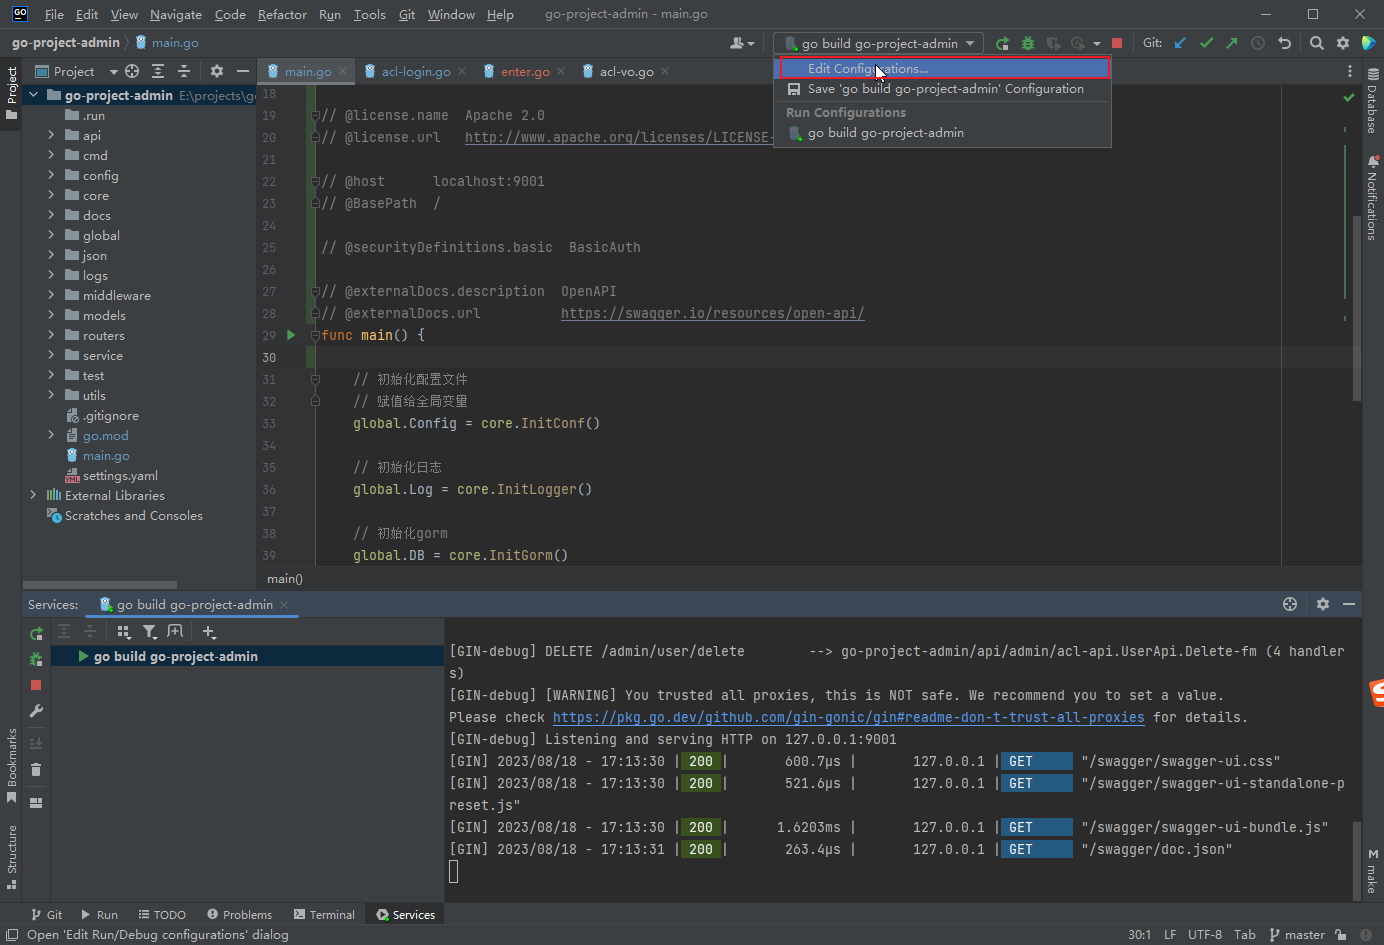 GO File Edit View Navigate Code Refactor Run Tools Git Window Help go-project-admin - main.go
go-project-admin main.go go build go-project-admin Git:
Project main.go acl-login.go enter.go acl-vo.go
Edit Configurations...
Save 'go build go-project-admin' Configuration
Run Configurations
go build go-project-admin
Project
Bookmarks
Structure
Database
Notifications
make
go-project-admin E:\projects\go
.run
api
cmd
config
core
docs
global
json
logs
middleware
models
routers
service
test
utils
.gitignore
go.mod
main.go
settings.yaml
External Libraries
Scratches and Consoles
18
19 // @license.name Apache 2.0
20 // @license.url http://www.apache.org/licenses/LICENSE-
21
22 // @host localhost:9001
23 // @BasePath /
24
25 // @securityDefinitions.basic BasicAuth
26
27 // @externalDocs.description OpenAPI
28 // @externalDocs.url https://swagger.io/resources/open-api/
29 func main() {
30
31 // 初始化配置文件
32 // 赋值给全局变量
33 global.Config = core.InitConf()
34
35 // 初始化日志
36 global.Log = core.InitLogger()
37
38 // 初始化gorm
39 global.DB = core.InitGorm()
main()
Services: go build go-project-admin
go build go-project-admin
[GIN-debug] DELETE /admin/user/delete --> go-project-admin/api/admin/acl-api.UserApi.Delete-fm (4 handler
s)
[GIN-debug] [WARNING] You trusted all proxies, this is NOT safe. We recommend you to set a value.
Please check https://pkg.go.dev/github.com/gin-gonic/gin#readme-don-t-trust-all-proxies for details.
[GIN-debug] Listening and serving HTTP on 127.0.0.1:9001
[GIN] 2023/08/18 - 17:13:30 | 200 | 600.7µs | 127.0.0.1 | GET "/swagger/swagger-ui.css"
[GIN] 2023/08/18 - 17:13:30 | 200 | 521.6µs | 127.0.0.1 | GET "/swagger/swagger-ui-standalone-p
reset.js"
[GIN] 2023/08/18 - 17:13:30 | 200 | 1.6203ms | 127.0.0.1 | GET "/swagger/swagger-ui-bundle.js"
[GIN] 2023/08/18 - 17:13:31 | 200 | 263.4µs | 127.0.0.1 | GET "/swagger/doc.json"
Git Run TODO Problems Terminal Services
Open 'Edit Run/Debug configurations' dialog 30:1 LF UTF-8 Tab master